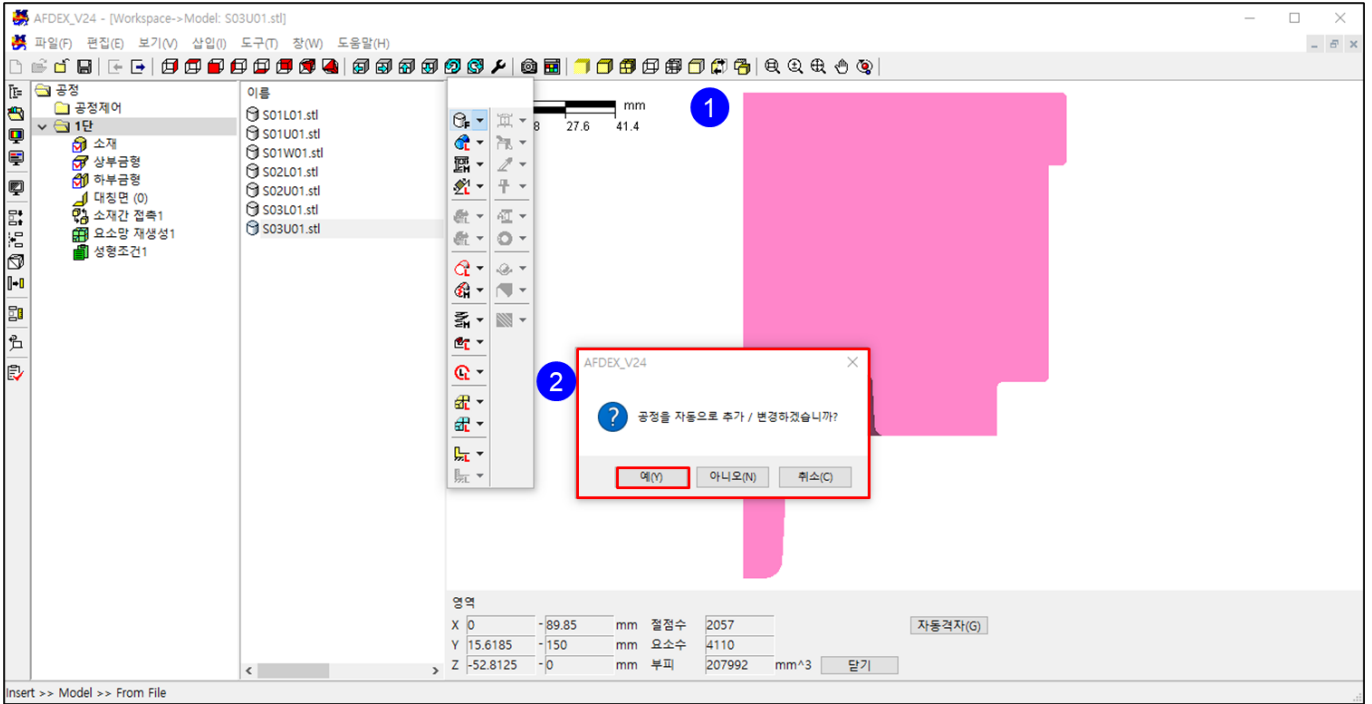 AFDEX_V24 - [Workspace->Model: S03U01.stl]
파일(F) 편집(E) 보기(V) 삽입(I) 도구(T) 창(W) 도움말(H)
공정
공정제어
1단
소재
상부금형
하부금형
대칭면 (0)
소재간 접촉1
요소망 재생성1
성형조건1
이름
S01L01.stl
S01U01.stl
S01W01.stl
S02L01.stl
S02U01.stl
S03L01.stl
S03U01.stl
mm
8 27.6 41.4
1
2
AFDEX_V24
공정을 자동으로 추가 / 변경하겠습니까?
예(Y) 아니오(N) 취소(C)
영역
X 0 - 89.85 mm 절점수 2057 자동격자(G)
Y 15.6185 - 150 mm 요소수 4110
Z -52.8125 - 0 mm 부피 207992 mm^3 닫기
Insert >> Model >> From File